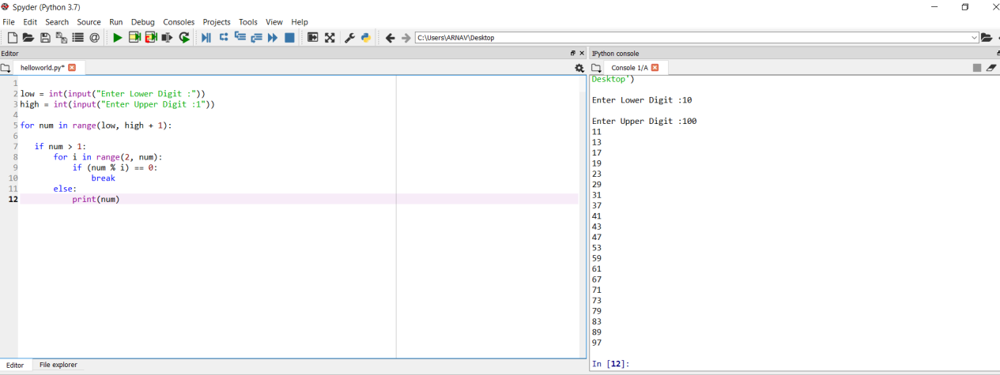 Spyder (Python 3.7)
File Edit Search Source Run Debug Consoles Projects Tools View Help
C:\Users\ARNAV\Desktop
Editor
helloworld.py*
1
2 low = int(input("Enter Lower Digit :"))
3 high = int(input("Enter Upper Digit :1"))
4
5 for num in range(low, high + 1):
6
7    if num > 1:
8        for i in range(2, num):
9            if (num % i) == 0:
10                break
11        else:
12            print(num)
Editor File explorer
IPython console
Console 1/A
Desktop')
Enter Lower Digit :10
Enter Upper Digit :100
11
13
17
19
23
29
31
37
41
43
47
53
59
61
67
71
73
79
83
89
97
In [12]: